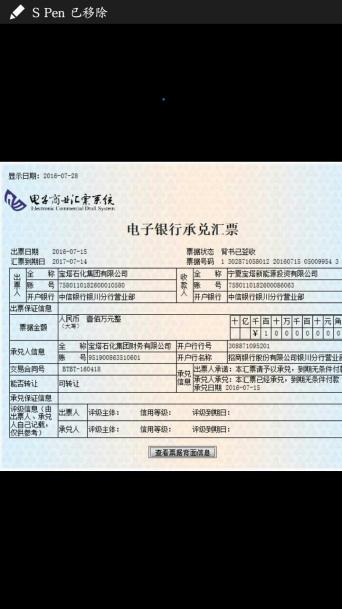 S Pen 已移除
显示日期: 2016-07-28
电子商业汇票系统
Electronic Commercial Draft System
电子银行承兑汇票
出票日期 2016-07-15 票据状态 背书已签收
汇票到期日 2017-07-14 票据号码 1 302871058012 20160715 05009954 3
出票人 全称 宝塔石化集团有限公司 收款人 全称 宁夏宝塔新能源投资有限公司
账号 7380110182600010580 账号 7380110182600086063
开户银行 中信银行银川分行营业部 开户银行 中信银行银川分行营业部
出票保证信息
票据金额 人民币(大写) 壹佰万元整 十亿千百十万千百十元角
¥ 1 0 0 0 0 0 0 0
承兑人信息 全称 宝塔石化集团财务有限公司 开户行行号 308871095201
账号 951900863510601 开户行名称 招商银行股份有限公司银川分行营业
交易合同号 BTBT-160418 承兑信息 出票人承诺: 本汇票请予以承兑, 到期无条件付
能否转让 可转让 承兑人承兑: 本汇票已经承兑, 到期无条件付款
承兑日期 2016-07-15
承兑保证信息
评级信息(由出票人、承兑人自己记载, 仅供参考) 出票人 评级主体: 信用等级: 评级到期日:
承兑人 评级主体: 信用等级: 评级到期日:
查看票据背面信息